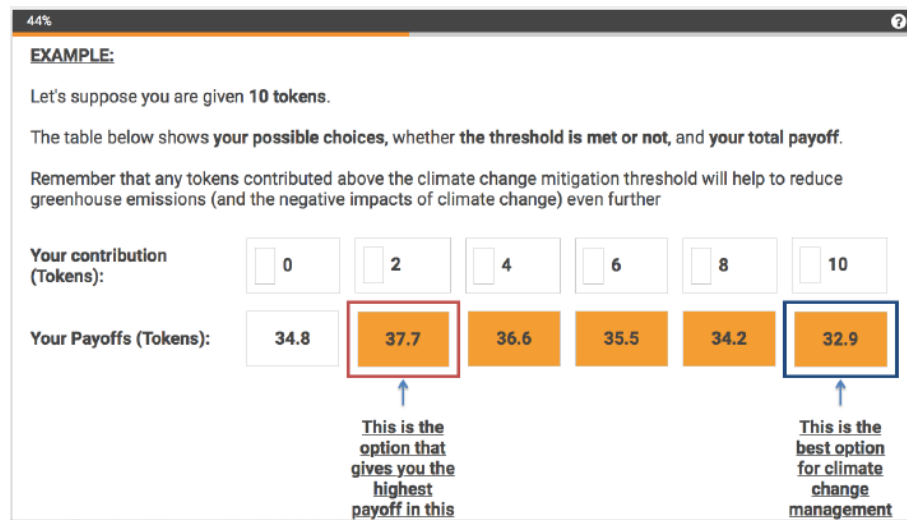 44%
?
EXAMPLE:
Let's suppose you are given 10 tokens.
The table below shows your possible choices, whether the threshold is met or not, and your total payoff.
Remember that any tokens contributed above the climate change mitigation threshold will help to reduce
greenhouse emissions (and the negative impacts of climate change) even further
Your contribution
(Tokens):
0 2 4 6 8 10
Your Payoffs (Tokens):
34.8 37.7 36.6 35.5 34.2 32.9
This is the
option that
gives you the
highest
payoff in this
This is the
best option
for climate
change
management